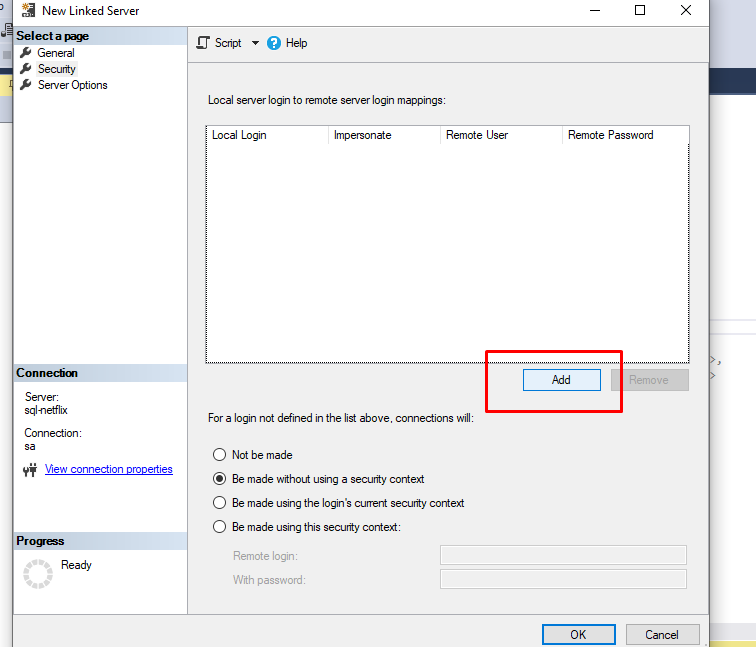 New Linked Server
Select a page
General
Security
Server Options
Script
Help
Local server login to remote server login mappings:
Local Login Impersonate Remote User Remote Password
Add Remove
For a login not defined in the list above, connections will:
Not be made
Be made without using a security context
Be made using the login's current security context
Be made using this security context:
Remote login:
With password:
Connection
Server:
sql-netflix
Connection:
sa
View connection properties
Progress
Ready
OK Cancel